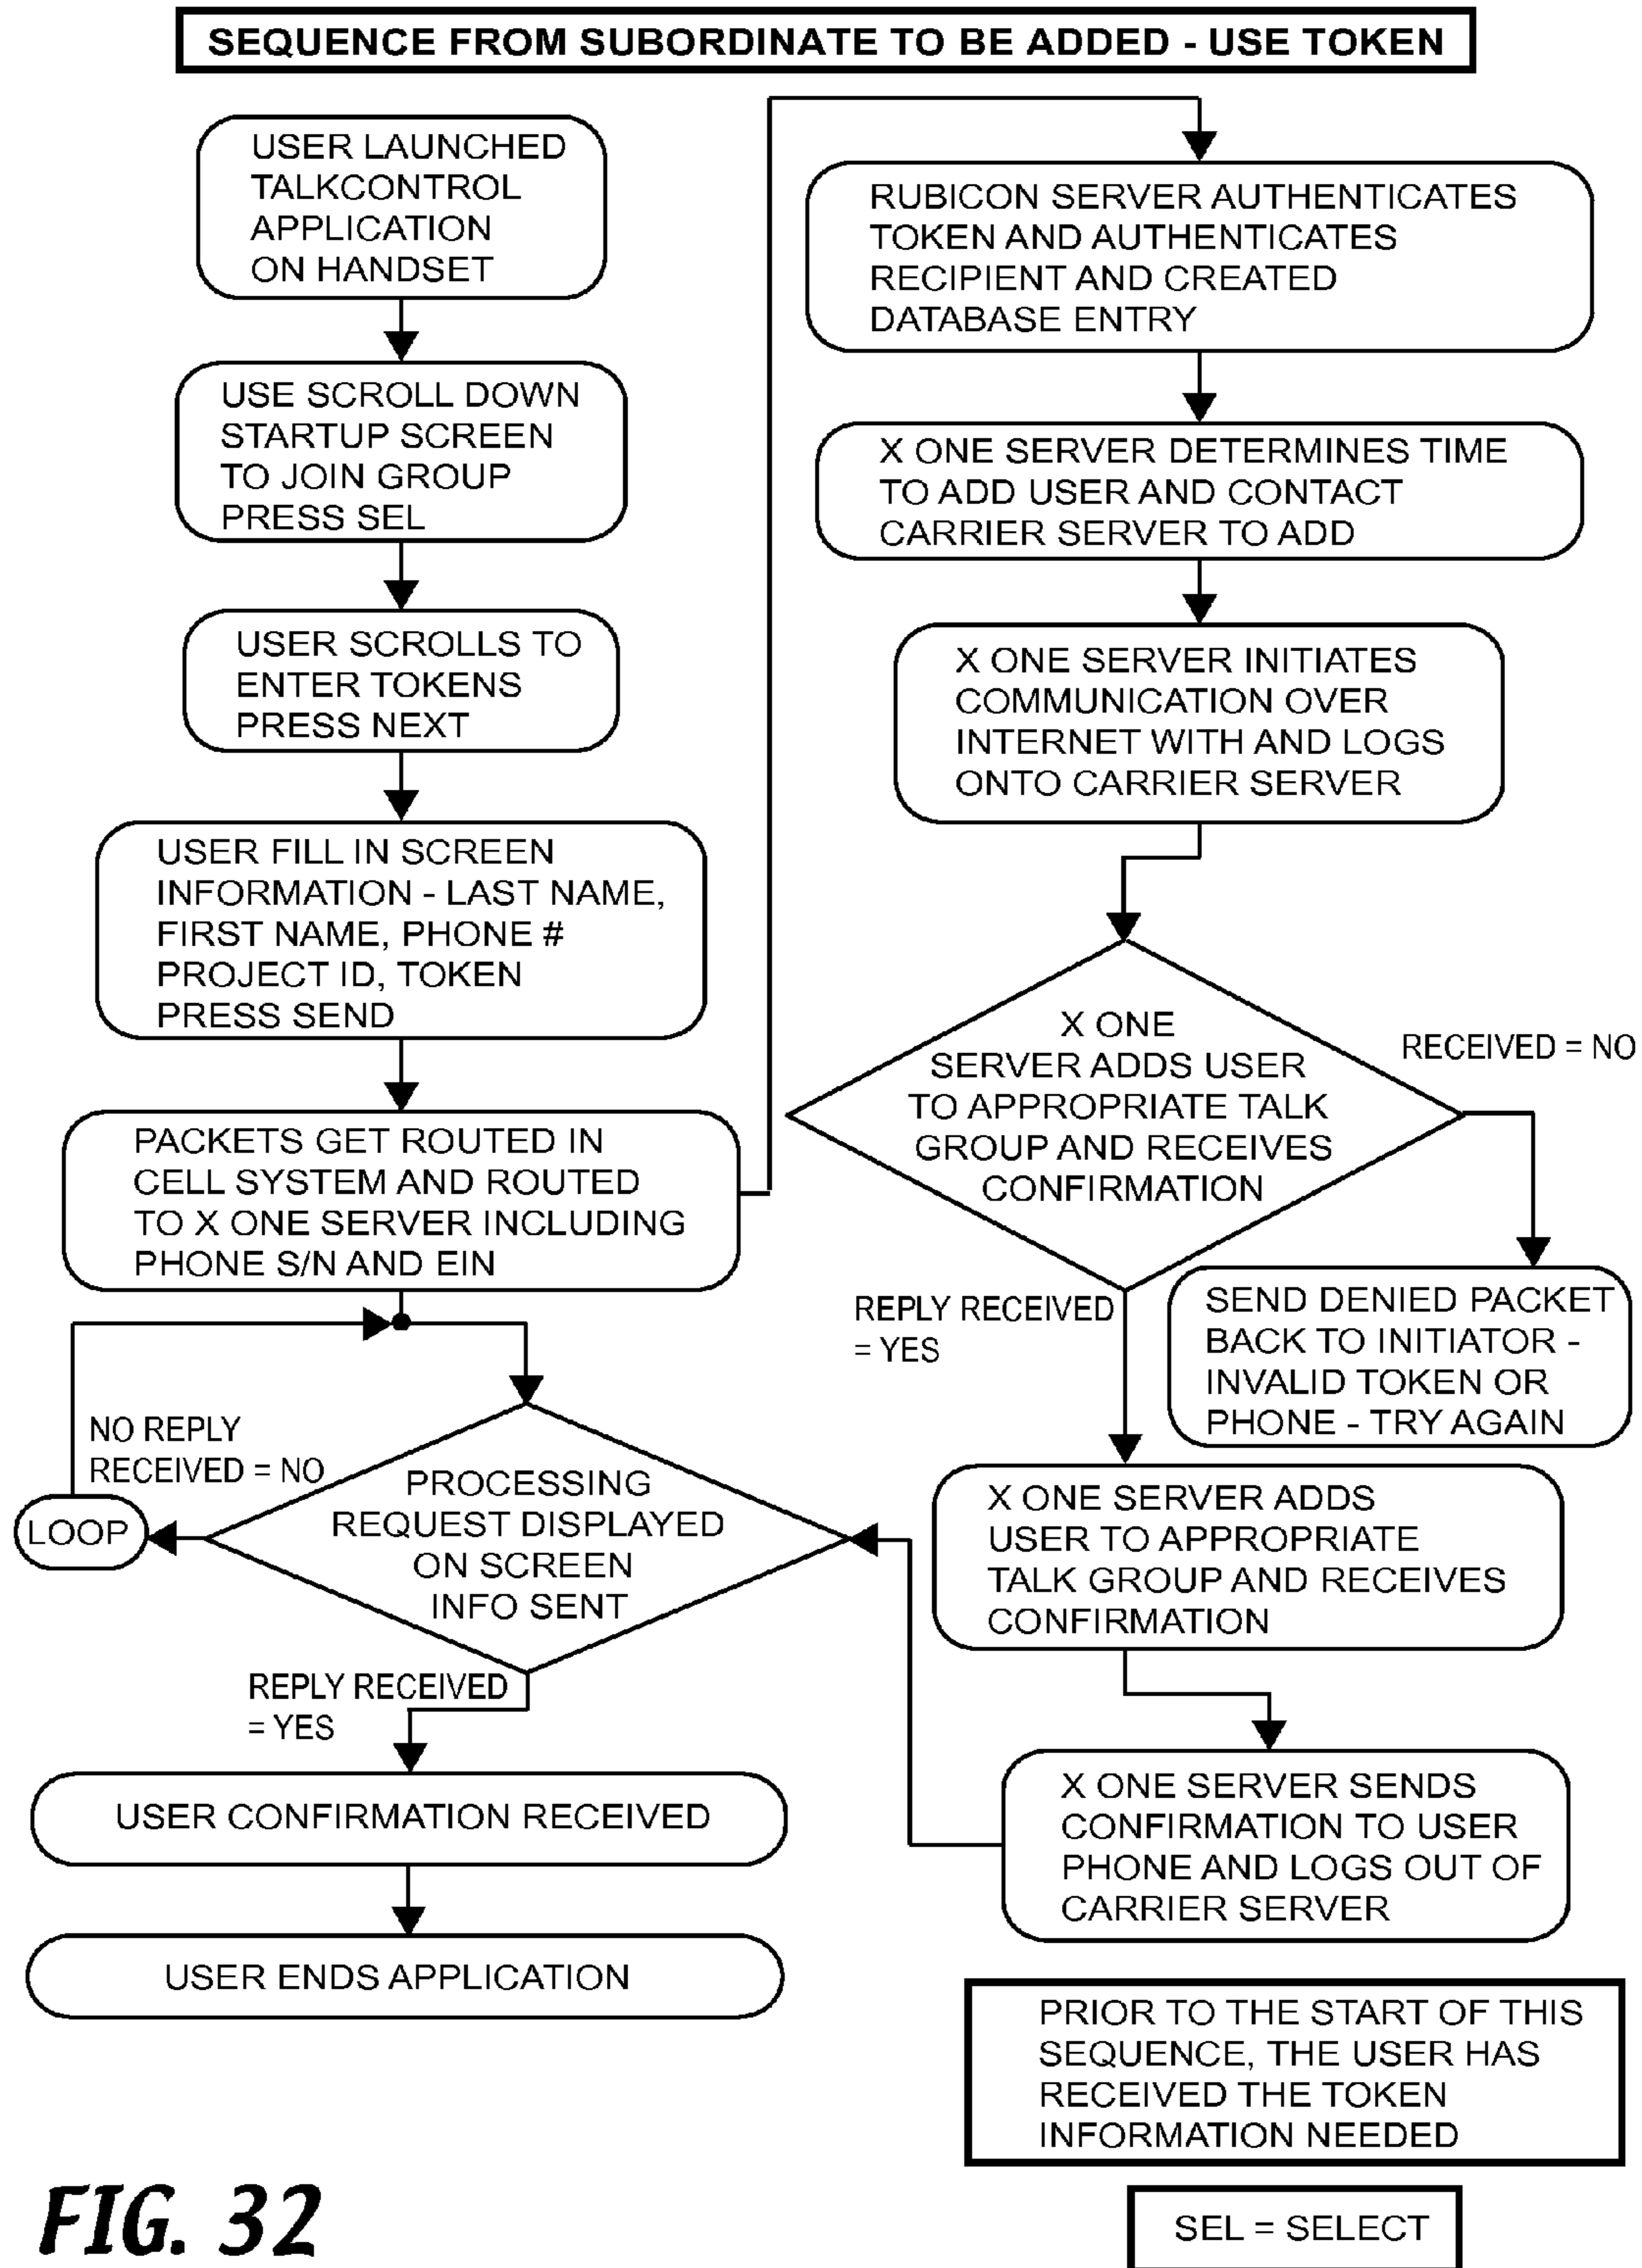 SEQUENCE FROM SUBORDINATE TO BE ADDED - USE TOKEN
USER LAUNCHED
TALKCONTROL
APPLICATION
ON HANDSET
USE SCROLL DOWN
STARTUP SCREEN
TO JOIN GROUP
PRESS SEL
USER SCROLLS TO
ENTER TOKENS
PRESS NEXT
USER FILL IN SCREEN
INFORMATION - LAST NAME,
FIRST NAME, PHONE #
PROJECT ID, TOKEN
PRESS SEND
PACKETS GET ROUTED IN
CELL SYSTEM AND ROUTED
TO X ONE SERVER INCLUDING
PHONE S/N AND EIN
NO REPLY
RECEIVED = NO
LOOP
PROCESSING
REQUEST DISPLAYED
ON SCREEN
INFO SENT
REPLY RECEIVED
= YES
USER CONFIRMATION RECEIVED
USER ENDS APPLICATION
RUBICON SERVER AUTHENTICATES
TOKEN AND AUTHENTICATES
RECIPIENT AND CREATED
DATABASE ENTRY
X ONE SERVER DETERMINES TIME
TO ADD USER AND CONTACT
CARRIER SERVER TO ADD
X ONE SERVER INITIATES
COMMUNICATION OVER
INTERNET WITH AND LOGS
ONTO CARRIER SERVER
X ONE
SERVER ADDS USER
TO APPROPRIATE TALK
GROUP AND RECEIVES
CONFIRMATION
RECEIVED = NO
SEND DENIED PACKET
BACK TO INITIATOR -
INVALID TOKEN OR
PHONE - TRY AGAIN
REPLY RECEIVED
= YES
X ONE SERVER ADDS
USER TO APPROPRIATE
TALK GROUP AND RECEIVES
CONFIRMATION
X ONE SERVER SENDS
CONFIRMATION TO USER
PHONE AND LOGS OUT OF
CARRIER SERVER
PRIOR TO THE START OF THIS
SEQUENCE, THE USER HAS
RECEIVED THE TOKEN
INFORMATION NEEDED
SEL = SELECT
FIG. 32